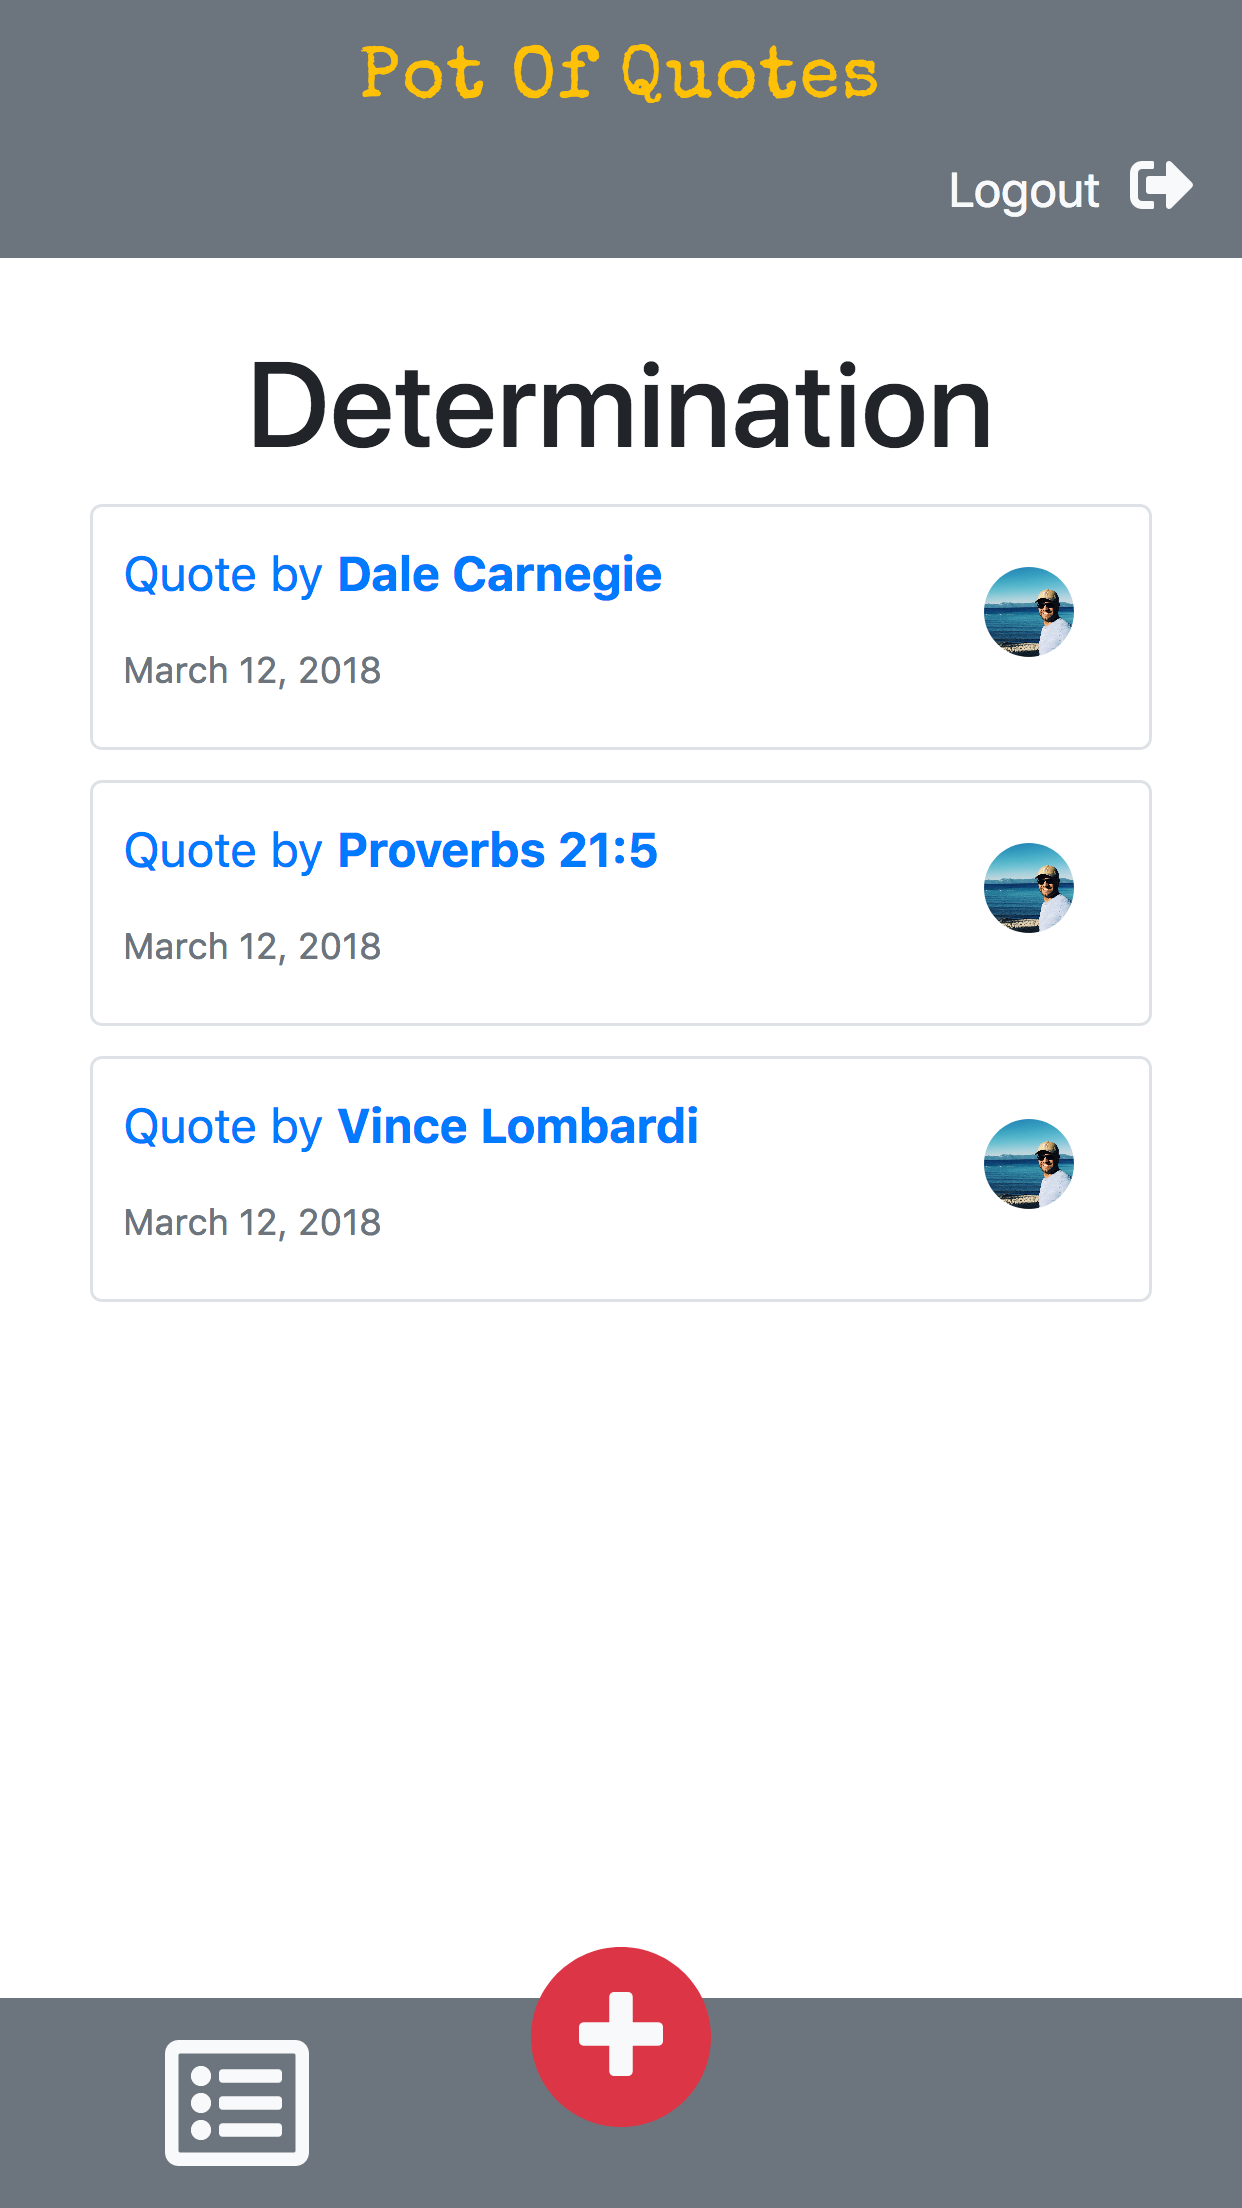 Pot Of Quotes
Logout
Determination
Quote by Dale Carnegie
March 12, 2018
Quote by Proverbs 21:5
March 12, 2018
Quote by Vince Lombardi
March 12, 2018